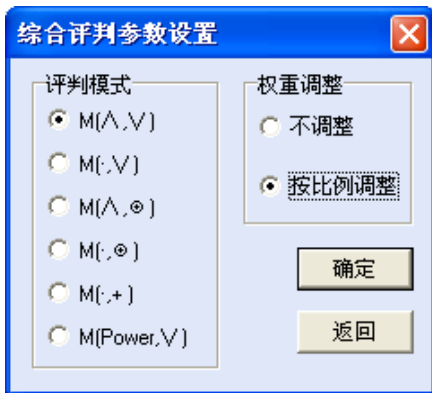 综合评判参数设置
评判模式
M(∧,∨)
M(·,∨)
M(∧,⊕)
M(·,⊕)
M(·,+)
M(Power,∨)
权重调整
不调整
按比例调整
确定
返回